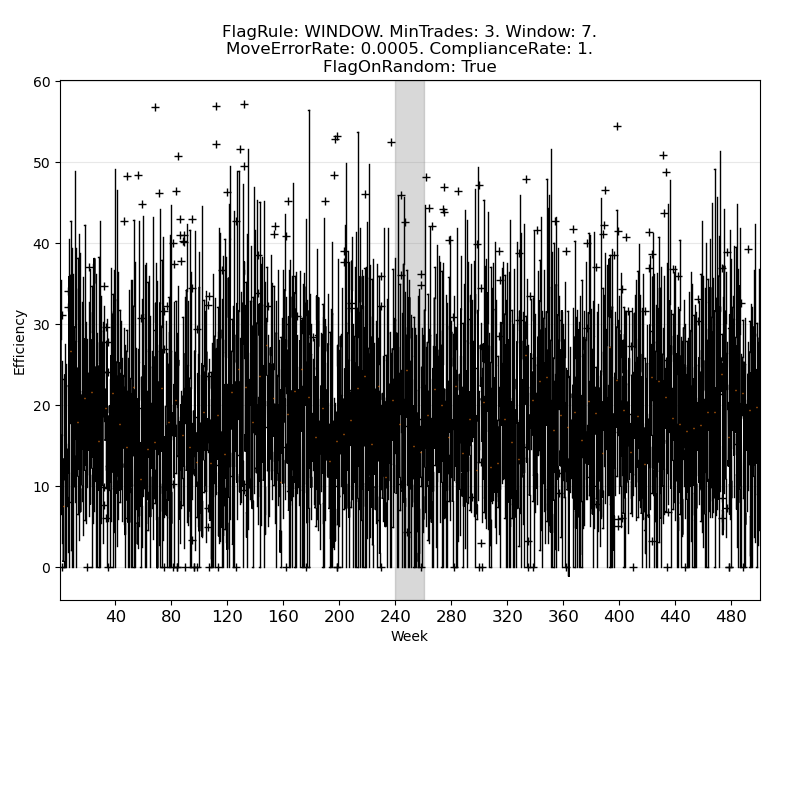 FlagRule: WINDOW. MinTrades: 3. Window: 7.
MoveErrorRate: 0.0005. ComplianceRate: 1.
FlagOnRandom: True
60
50
40
30
20
10
0
Efficiency
40 80 120 160 200 240 280 320 360 400 440 480
Week